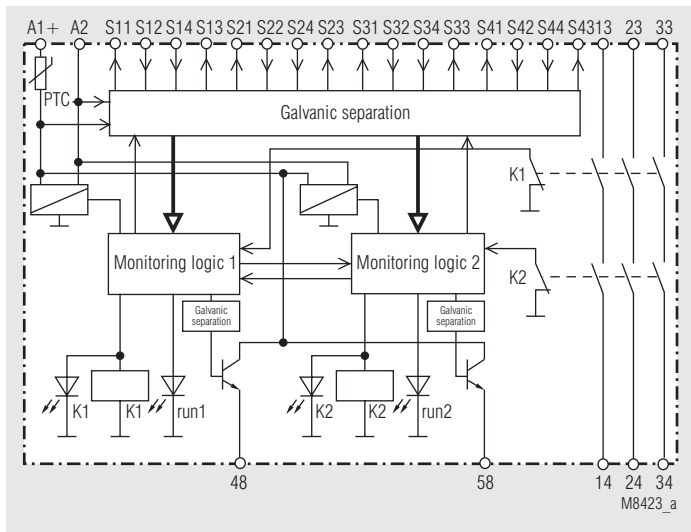 A1+ A2 S11 S12 S14 S13 S21 S22 S24 S23 S31 S32 S34 S33 S41 S42 S44 S43 13 23 33
PTC
Galvanic separation
K1
Monitoring logic 1
Monitoring logic 2
K2
Galvanic
separation
Galvanic
separation
K1
K1
run1
K2
K2
run2
48
58
14
24
34
M8423_a